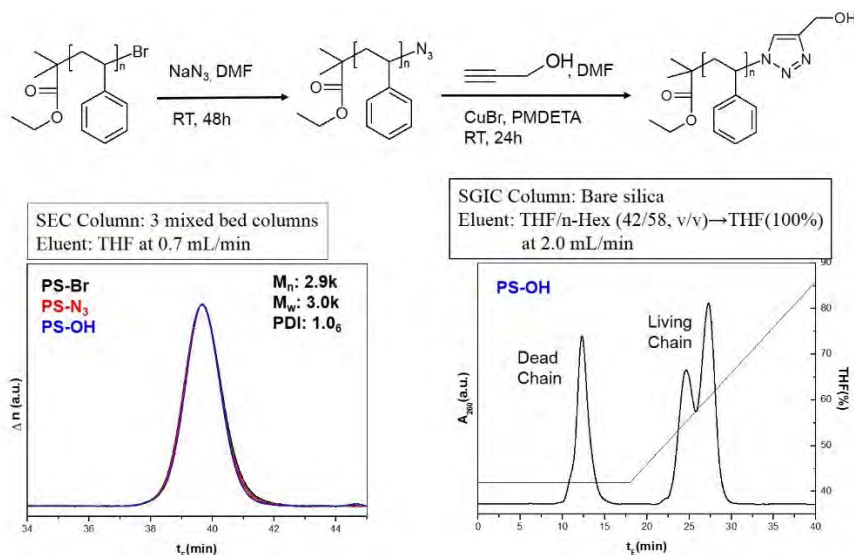 Br
n
O
O
NaN₃, DMF
RT, 48h
N₃
n
O
O
OH
, DMF
CuBr, PMDETA
RT, 24h
OH
n
N
N
N
O
O
SEC Column: 3 mixed bed columns
Eluent: THF at 0.7 mL/min
PS-Br
PS-N₃
PS-OH
Mₙ: 2.9k
M_w: 3.0k
PDI: 1.0₆
Δ n (a.u.)
34 36 38 40 42 44
t_E(min)
SGIC Column: Bare silica
Eluent: THF/n-Hex (42/58, v/v)→THF(100%)
at 2.0 mL/min
PS-OH
Dead
Chain
Living
Chain
A₂₆₀(a.u.)
90
80
70
60
50
40
THF(%)
0 5 10 15 20 25 30 35 40
t_E(min)